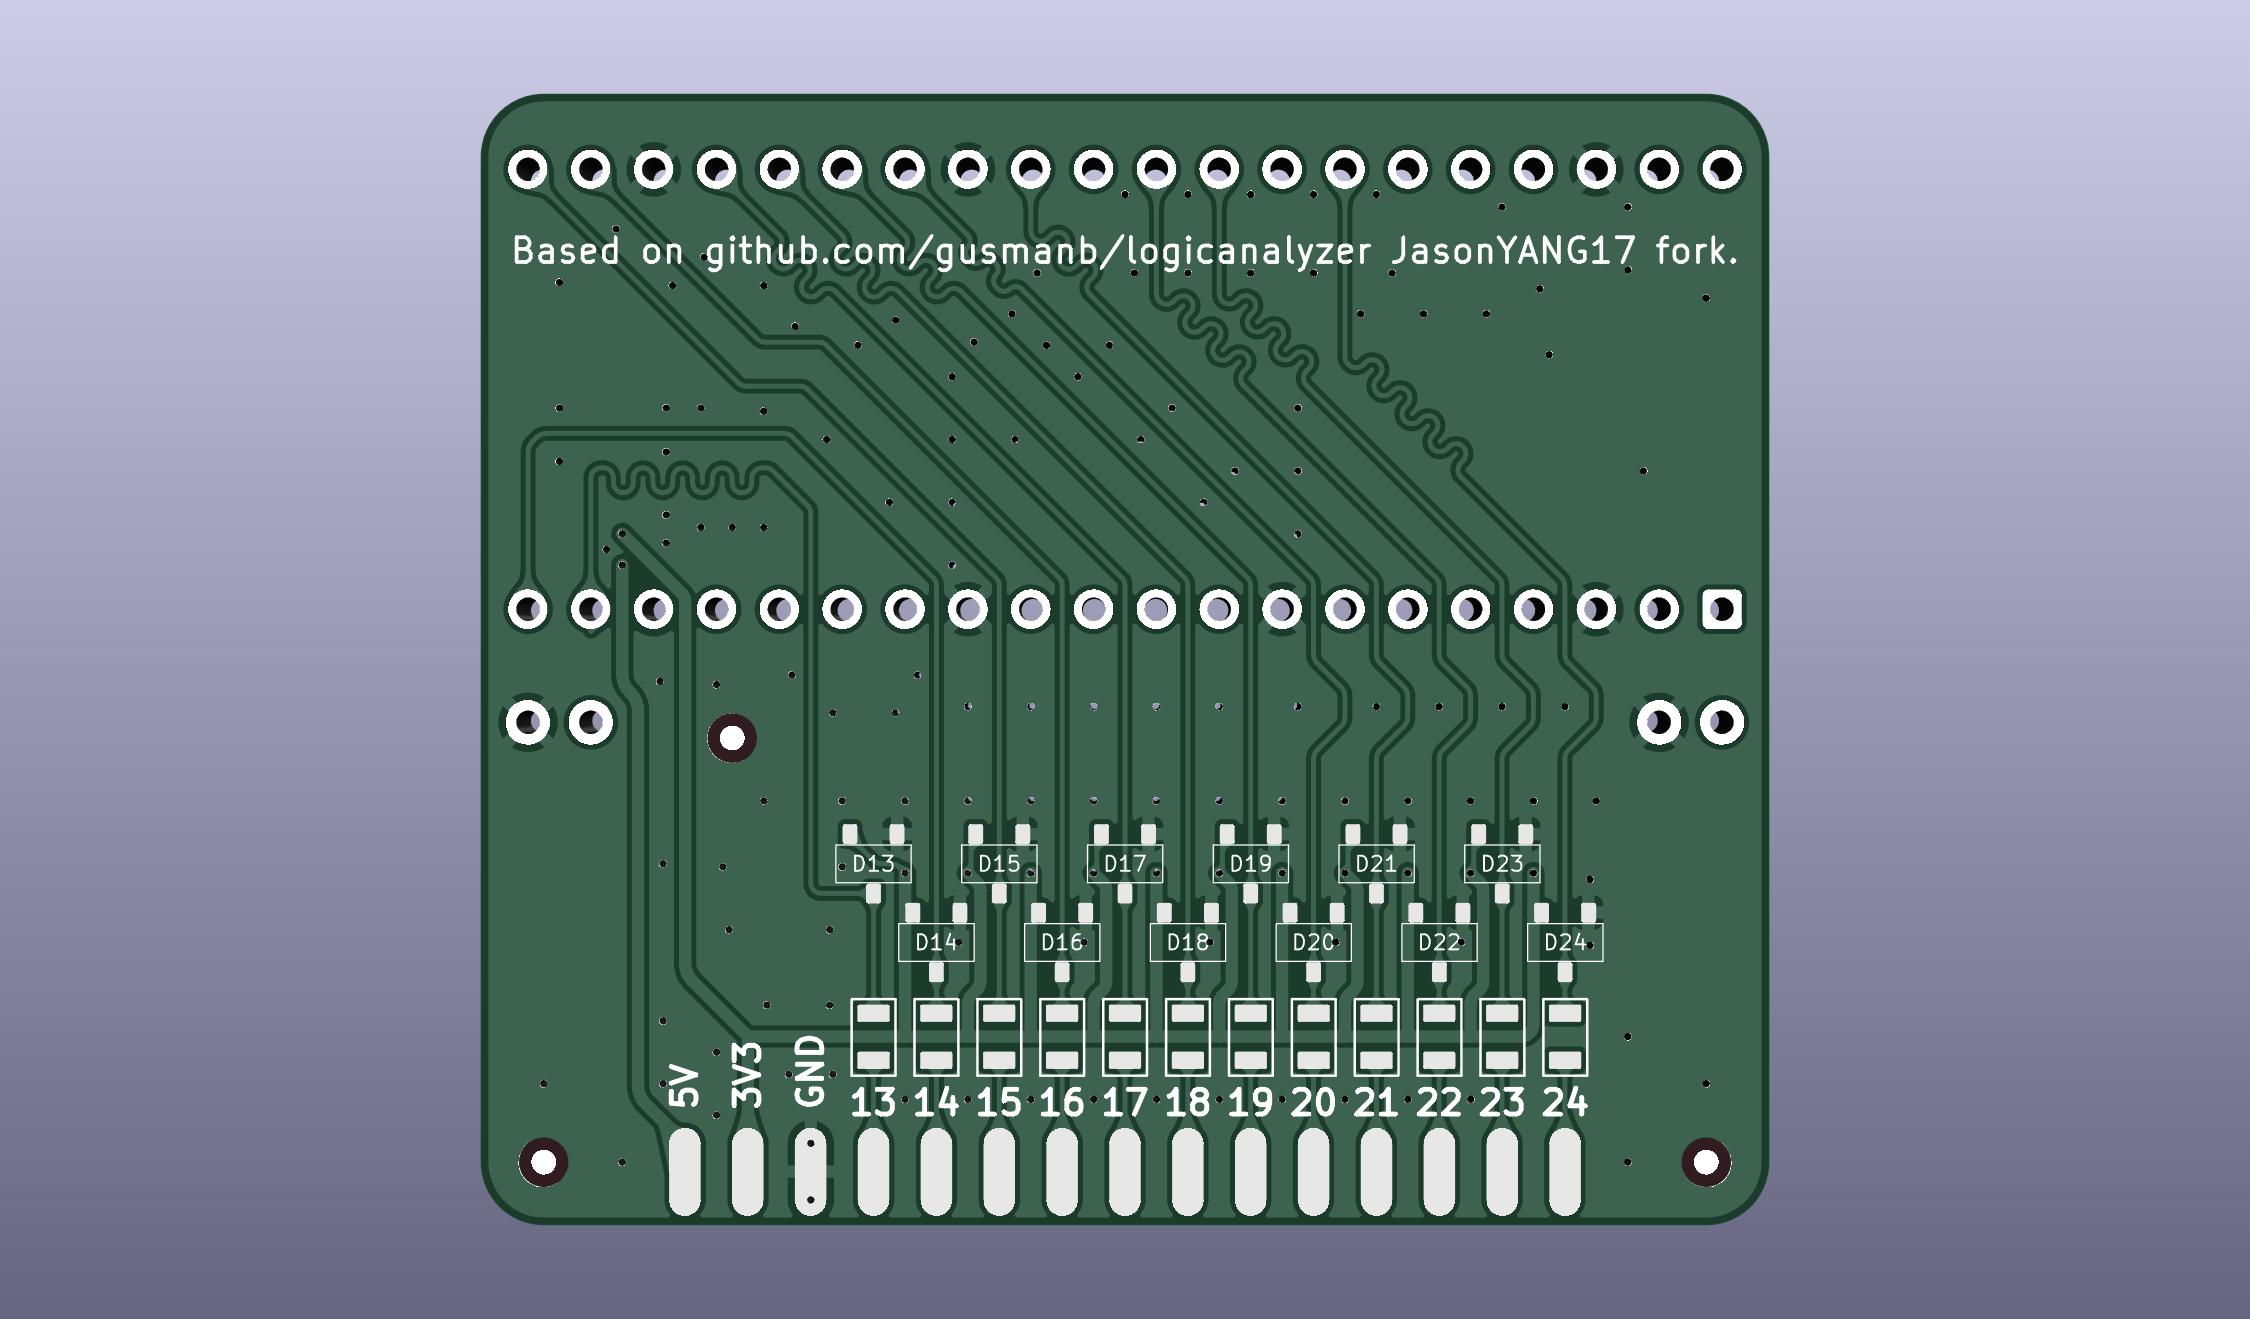 Based on github.com/gusmanb/logicanalyzer JasonYANG17 fork.
D13 D15 D17 D19 D21 D23
D14 D16 D18 D20 D22 D24
5V 3V3 GND 13 14 15 16 17 18 19 20 21 22 23 24